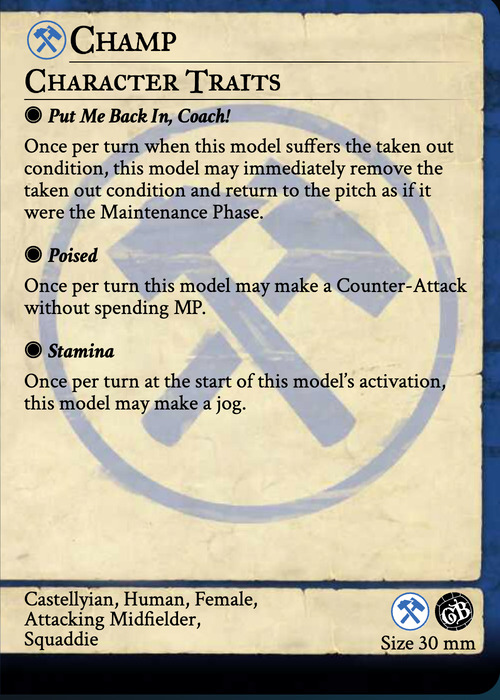 Champ
Character Traits
Put Me Back In, Coach!
Once per turn when this model suffers the taken out
condition, this model may immediately remove the
taken out condition and return to the pitch as if it
were the Maintenance Phase.
Poised
Once per turn this model may make a Counter-Attack
without spending MP.
Stamina
Once per turn at the start of this model's activation,
this model may make a jog.
Castellyian, Human, Female,
Attacking Midfielder,
Squaddie
GB
Size 30 mm